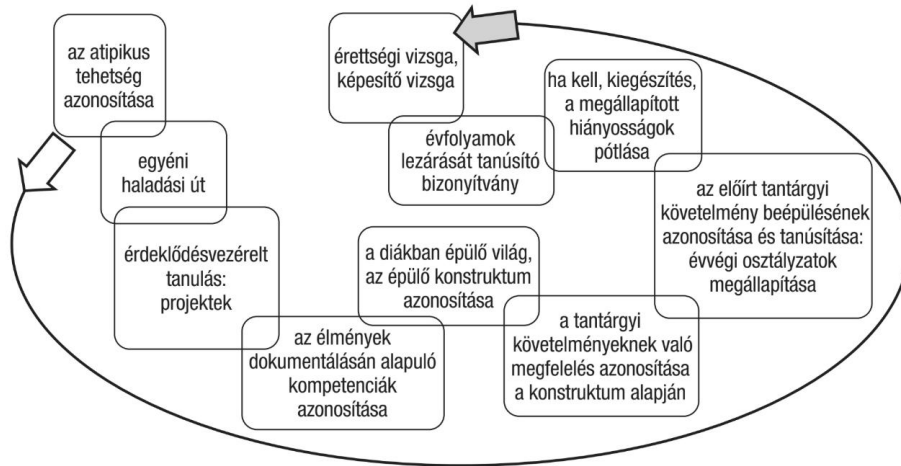 az atipikus
tehetség
azonosítása
egyéni
haladási út
érdeklődésvezérelt
tanulás:
projektek
az élmények
dokumentálásán alapuló
kompetenciák
azonosítása
a diákban épülő világ,
az épülő konstruktum
azonosítása
a tantárgyi
követelményeknek való
megfelelés azonosítása
a konstruktum alapján
az előírt tantárgyi
követelmény beépülésének
azonosítása és tanúsítása:
évvégi osztályzatok
megállapítása
ha kell, kiegészítés,
a megállapított
hiányosságok
pótlása
évfolyamok
lezárását tanúsító
bizonyítvány
érettségi vizsga,
képesítő vizsga